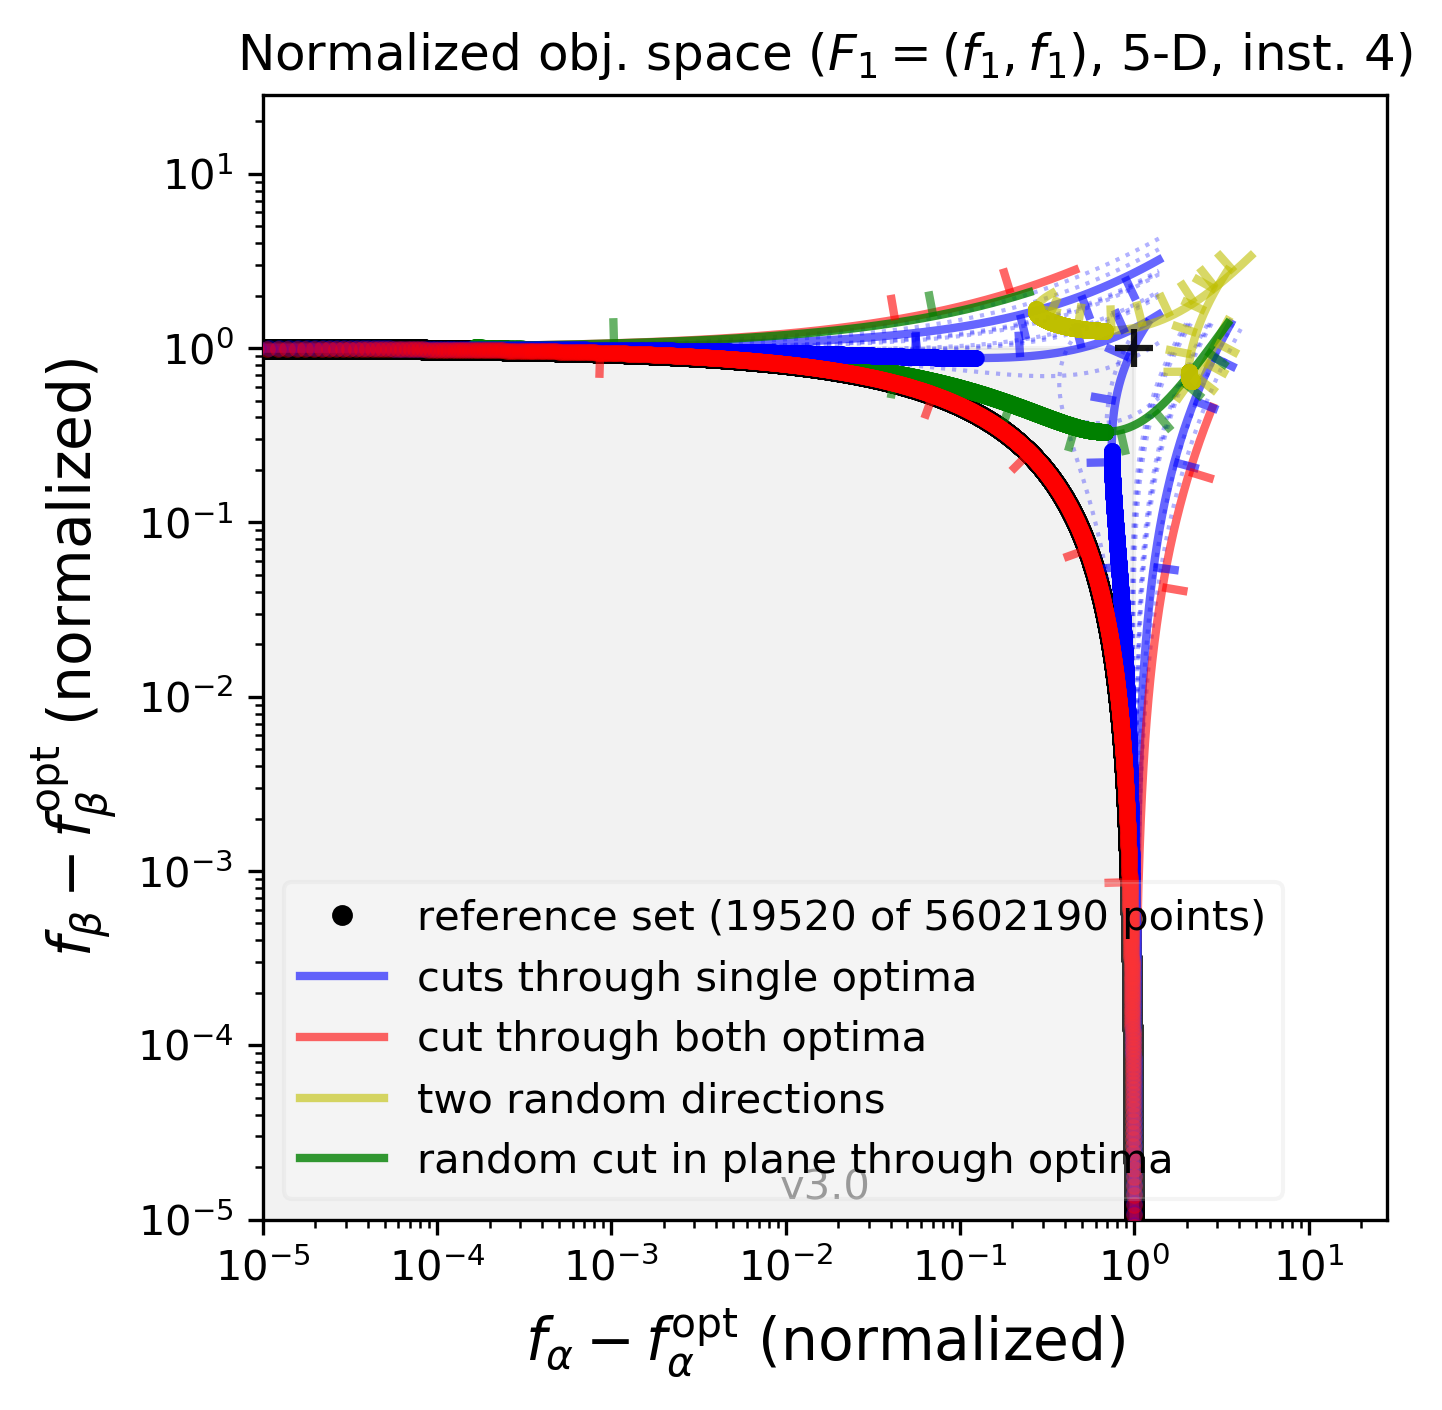 Normalized obj. space (F₁ = (f₁, f₁), 5-D, inst. 4)
f_β − f_β^opt (normalized)
10¹
10⁰
10⁻¹
10⁻²
10⁻³
10⁻⁴
10⁻⁵
reference set (19520 of 5602190 points)
cuts through single optima
cut through both optima
two random directions
random cut in plane through optima
v3.0
10⁻⁵ 10⁻⁴ 10⁻³ 10⁻² 10⁻¹ 10⁰ 10¹
f_α − f_α^opt (normalized)